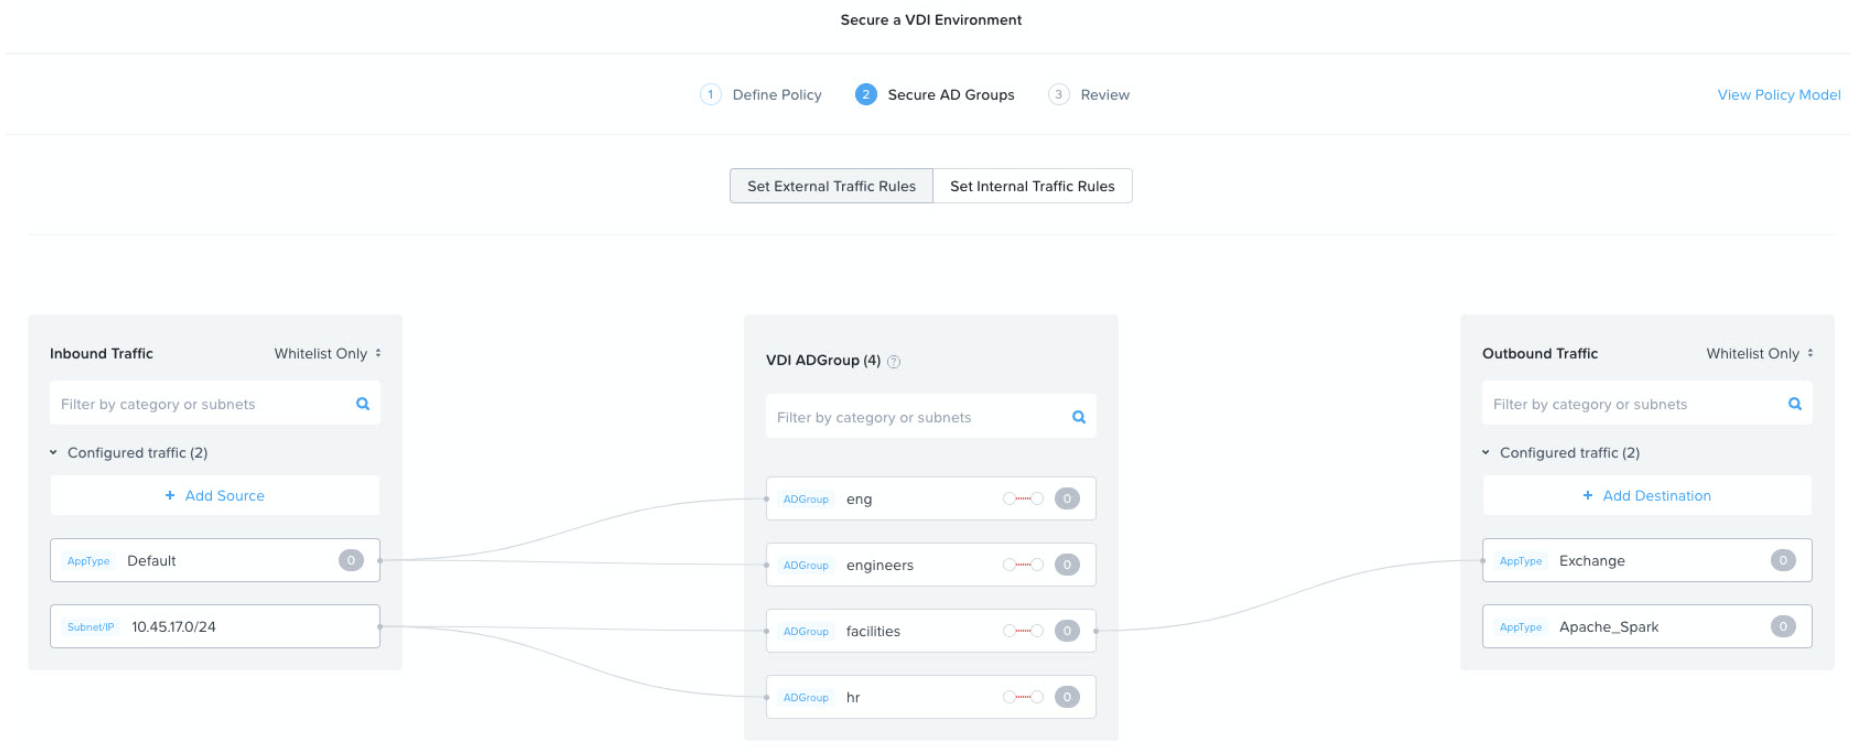 Secure a VDI Environment
1 Define Policy 2 Secure AD Groups 3 Review View Policy Model
Set External Traffic Rules Set Internal Traffic Rules
Inbound Traffic Whitelist Only
Filter by category or subnets
Configured traffic (2)
+ Add Source
AppType Default 0
Subnet/IP 10.45.17.0/24
VDI ADGroup (4) ?
Filter by category or subnets
ADGroup eng 0
ADGroup engineers 0
ADGroup facilities 0
ADGroup hr 0
Outbound Traffic Whitelist Only
Filter by category or subnets
Configured traffic (2)
+ Add Destination
AppType Exchange 0
AppType Apache_Spark 0